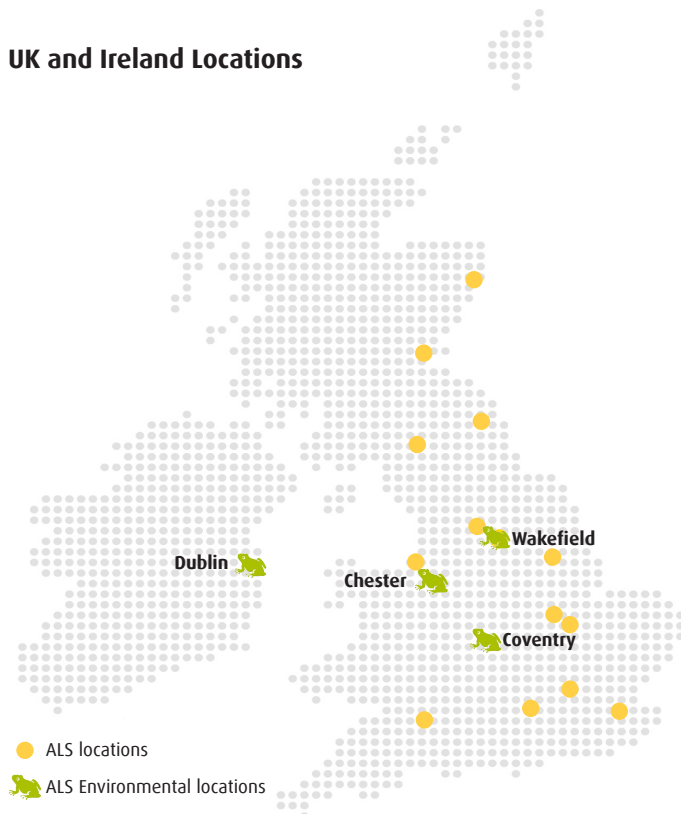 UK and Ireland Locations
Wakefield
Dublin
Chester
Coventry
ALS locations
ALS Environmental locations